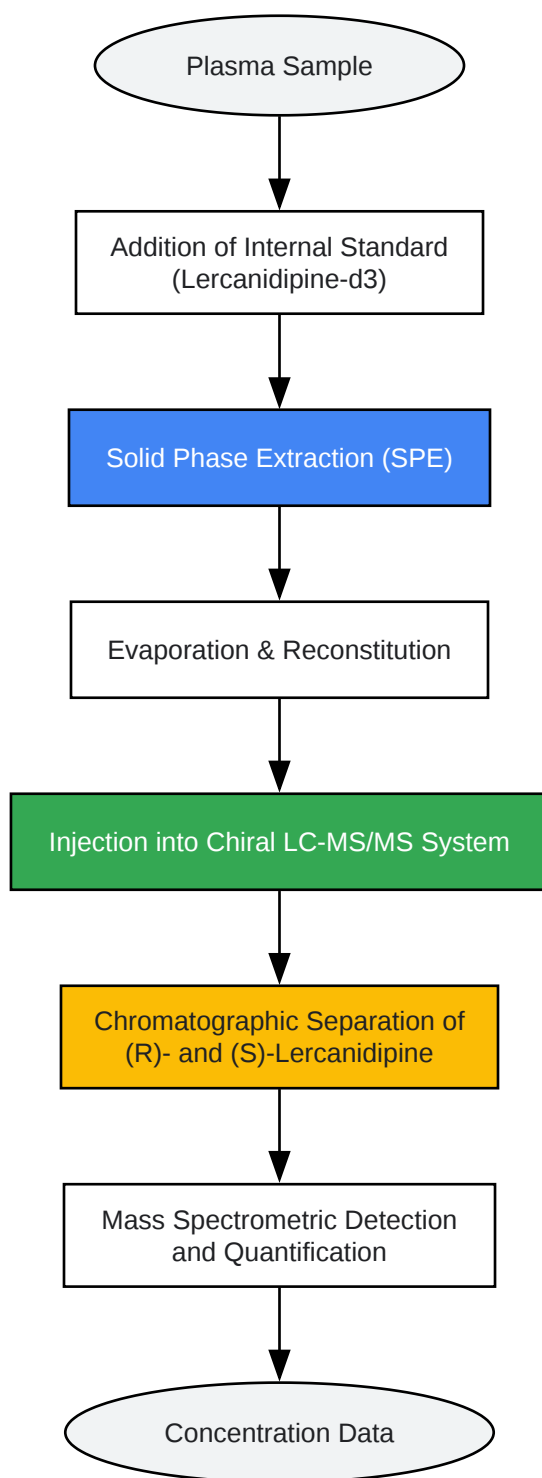 Plasma Sample
Addition of Internal Standard
(Lercanidipine-d3)
Solid Phase Extraction (SPE)
Evaporation & Reconstitution
Injection into Chiral LC-MS/MS System
Chromatographic Separation of
(R)- and (S)-Lercanidipine
Mass Spectrometric Detection
and Quantification
Concentration Data